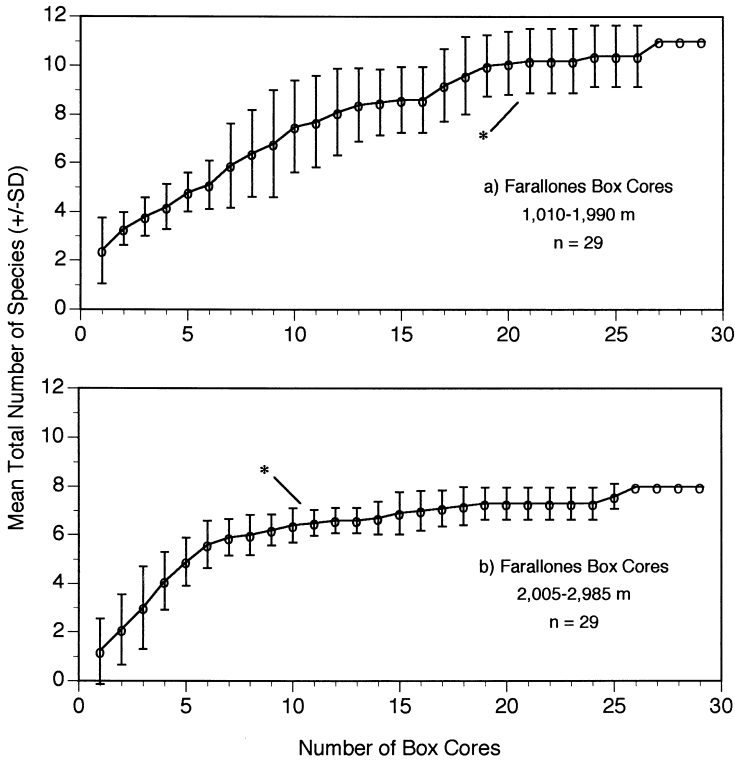 12
10
8
6
4
2
0
*
a) Farallones Box Cores
1,010-1,990 m
n = 29
0 5 10 15 20 25 30
Mean Total Number of Species (+/-SD)
12
10
8
6
4
2
0
*
b) Farallones Box Cores
2,005-2,985 m
n = 29
0 5 10 15 20 25 30
Number of Box Cores